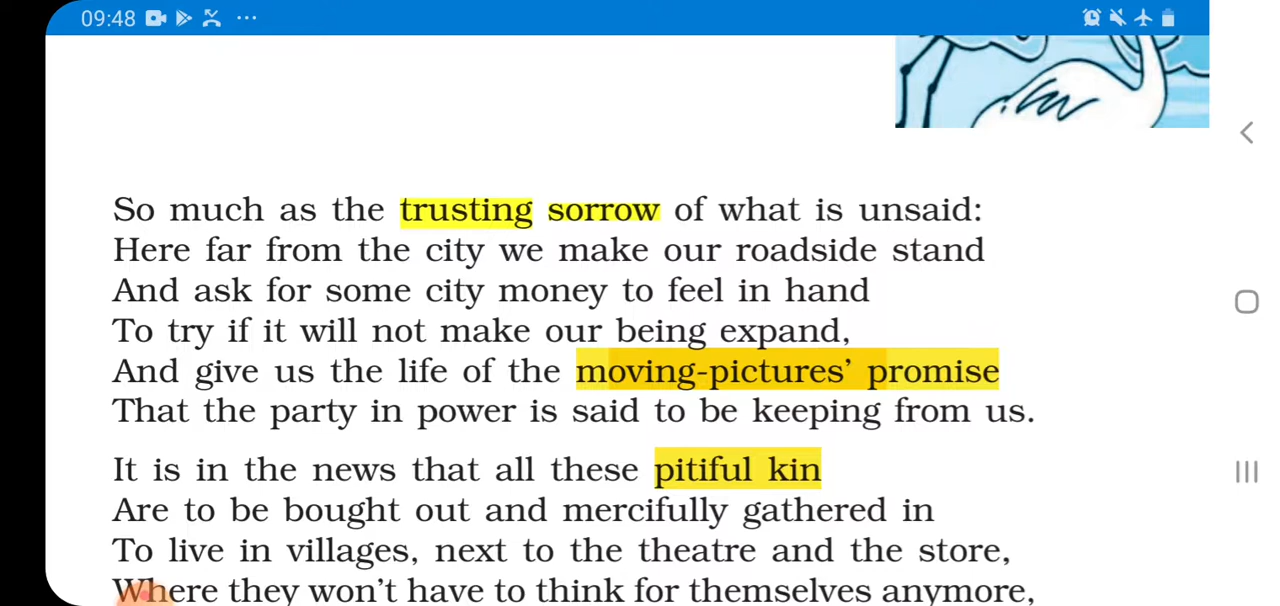 09:48
So much as the trusting sorrow of what is unsaid:
Here far from the city we make our roadside stand
And ask for some city money to feel in hand
To try if it will not make our being expand,
And give us the life of the moving-pictures’ promise
That the party in power is said to be keeping from us.
It is in the news that all these pitiful kin
Are to be bought out and mercifully gathered in
To live in villages, next to the theatre and the store,
Where they won’t have to think for themselves anymore,